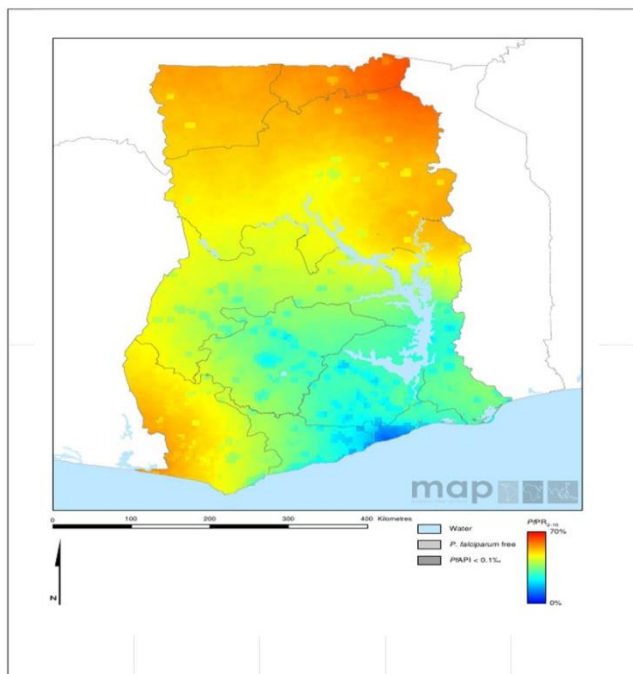 map
0 100 200 300 400 Kilometres
Water
P. falciparum free
PfAPI < 0.1‰
PfPR2-10
70%
0%
N